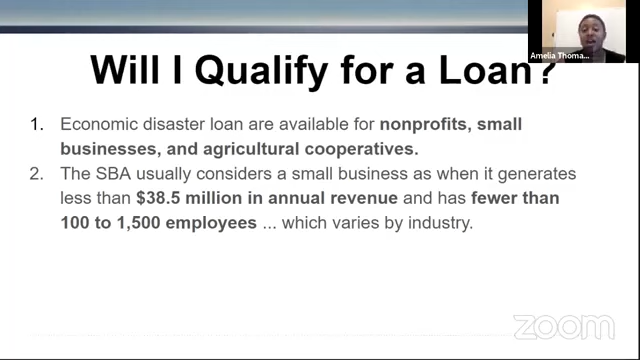 Will I Qualify for a Loan?
Amelia Thoma...
1. Economic disaster loan are available for nonprofits, small
businesses, and agricultural cooperatives.
2. The SBA usually considers a small business as when it generates
less than $38.5 million in annual revenue and has fewer than
100 to 1,500 employees ... which varies by industry.
zoom